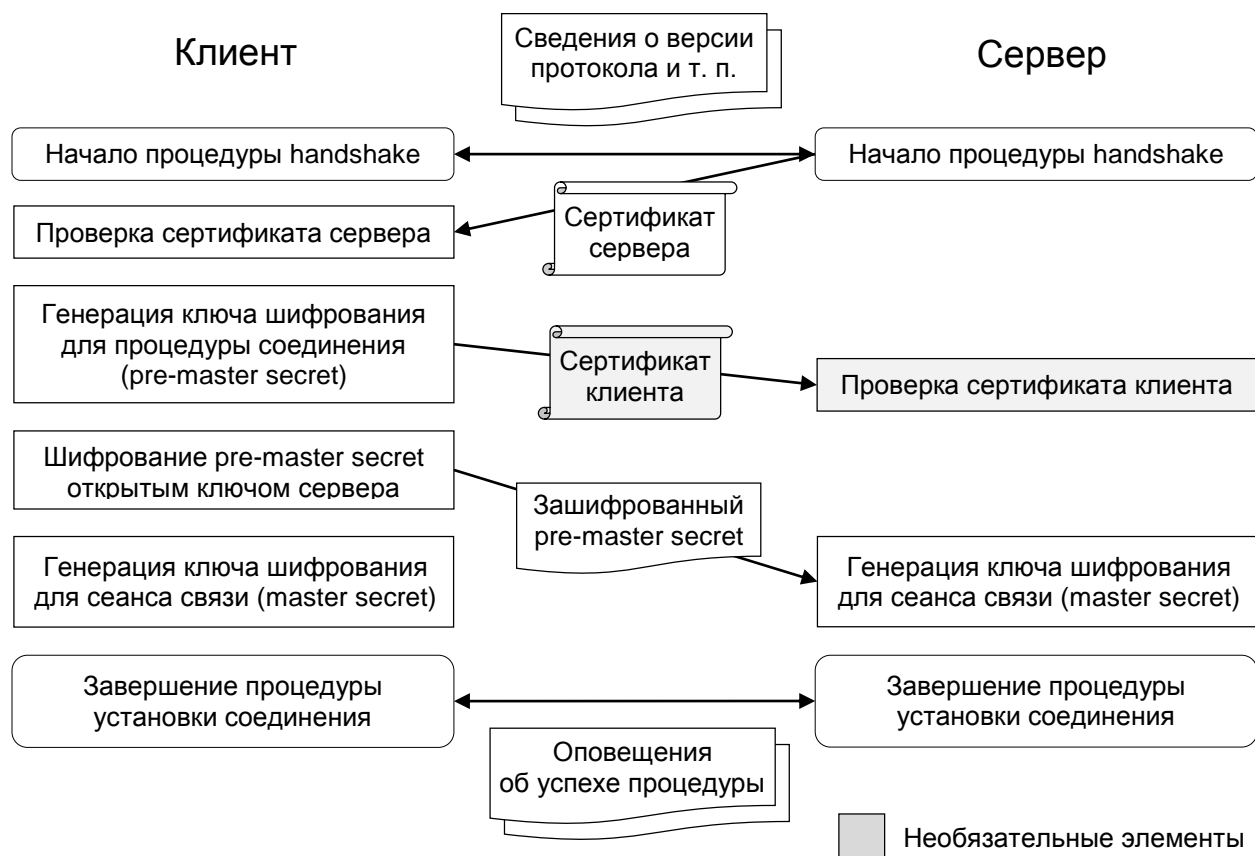 Клиент
Сведения о версии
протокола и т. п.
Сервер
Начало процедуры handshake
Начало процедуры handshake
Сертификат
сервера
Проверка сертификата сервера
Генерация ключа шифрования
для процедуры соединения
(pre-master secret)
Сертификат
клиента
Проверка сертификата клиента
Шифрование pre-master secret
открытым ключом сервера
Зашифрованный
pre-master secret
Генерация ключа шифрования
для сеанса связи (master secret)
Генерация ключа шифрования
для сеанса связи (master secret)
Завершение процедуры
установки соединения
Завершение процедуры
установки соединения
Оповещения
об успехе процедуры
Необязательные элементы